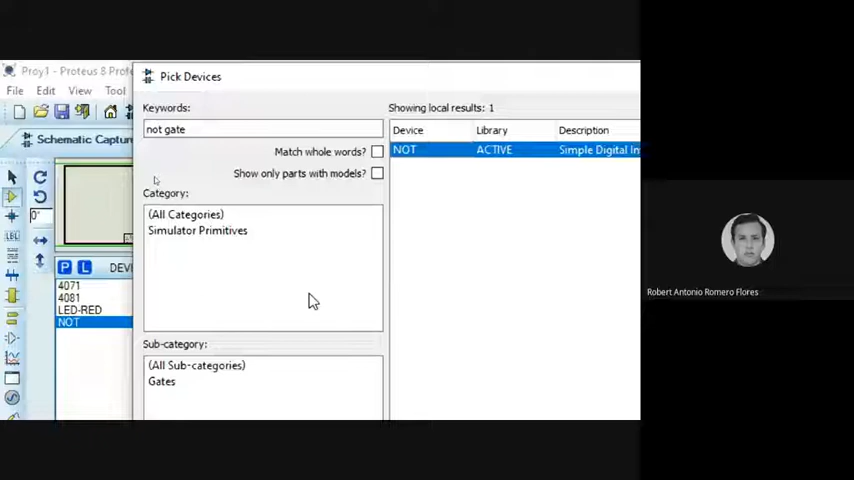 Proy1 - Proteus 8 Profe
File Edit View Tool
Schematic Captur
0°
LBL
P L DEVI
4071
4081
LED-RED
NOT
Pick Devices
Keywords:
not gate
Match whole words?
Show only parts with models?
Category:
(All Categories)
Simulator Primitives
Sub-category:
(All Sub-categories)
Gates
Showing local results: 1
Device Library Description
NOT ACTIVE Simple Digital In
Robert Antonio Romero Flores